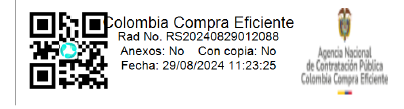 Colombia Compra Eficiente
Rad No. RS20240829012088
Anexos: No Con copia: No
Fecha: 29/08/2024 11:23:25
Agencia Nacional
de Contratación Pública
Colombia Compra Eficiente